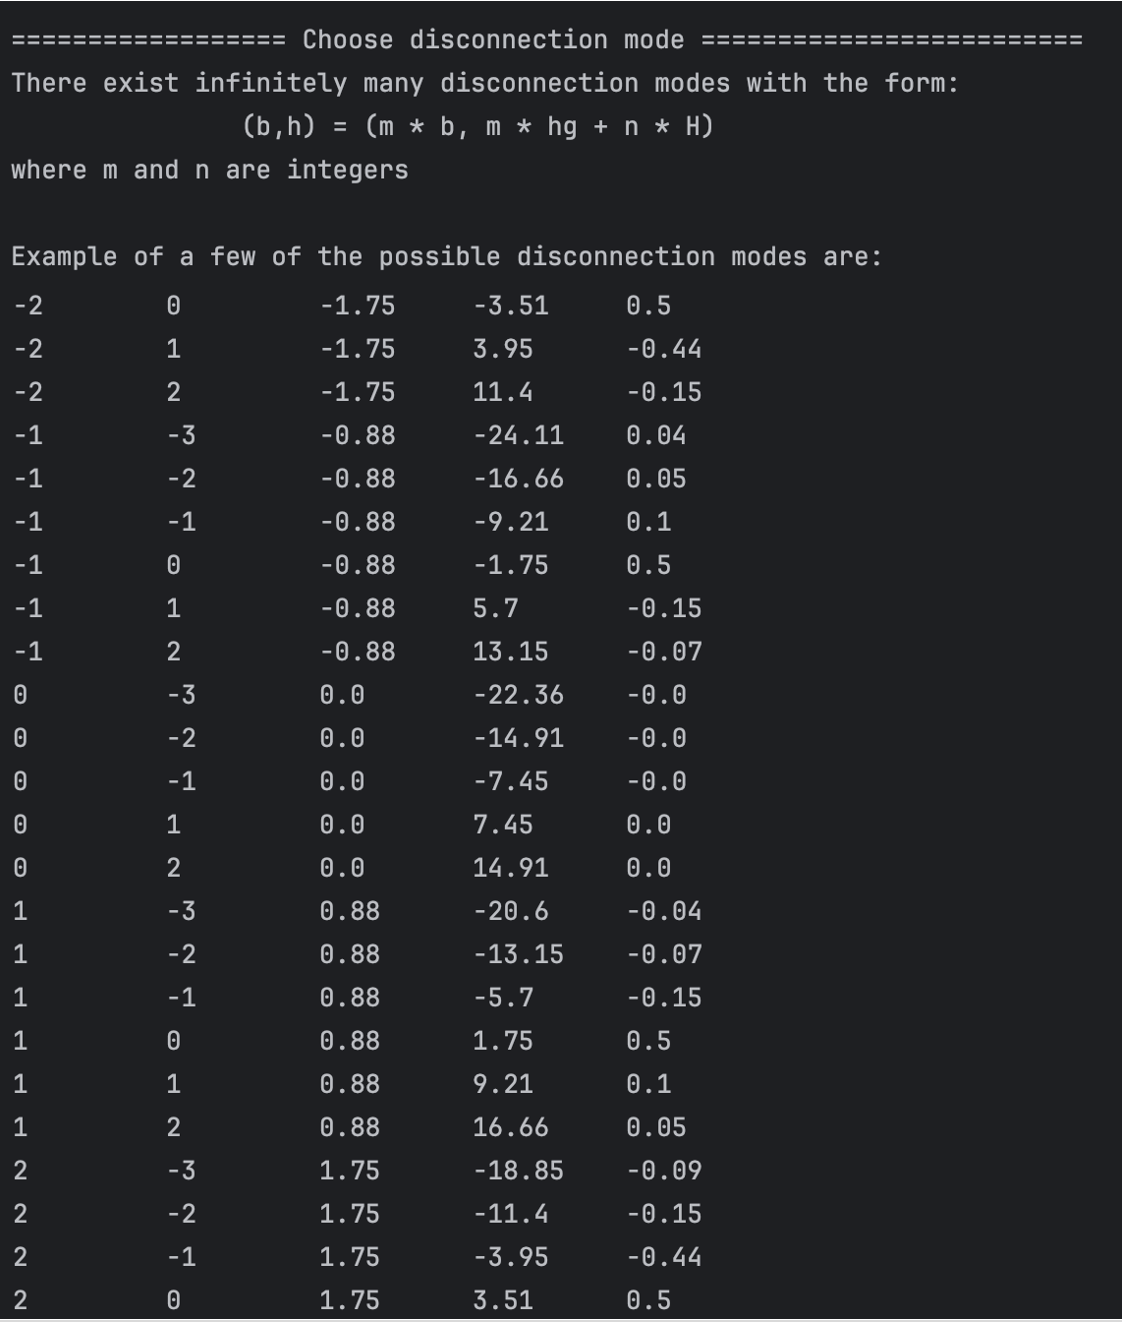 ================== Choose disconnection mode =========================
There exist infinitely many disconnection modes with the form:
(b,h) = (m * b, m * hg + n * H)
where m and n are integers
Example of a few of the possible disconnection modes are:
-2 0 -1.75 -3.51 0.5
-2 1 -1.75 3.95 -0.44
-2 2 -1.75 11.4 -0.15
-1 -3 -0.88 -24.11 0.04
-1 -2 -0.88 -16.66 0.05
-1 -1 -0.88 -9.21 0.1
-1 0 -0.88 -1.75 0.5
-1 1 -0.88 5.7 -0.15
-1 2 -0.88 13.15 -0.07
0 -3 0.0 -22.36 -0.0
0 -2 0.0 -14.91 -0.0
0 -1 0.0 -7.45 -0.0
0 1 0.0 7.45 0.0
0 2 0.0 14.91 0.0
1 -3 0.88 -20.6 -0.04
1 -2 0.88 -13.15 -0.07
1 -1 0.88 -5.7 -0.15
1 0 0.88 1.75 0.5
1 1 0.88 9.21 0.1
1 2 0.88 16.66 0.05
2 -3 1.75 -18.85 -0.09
2 -2 1.75 -11.4 -0.15
2 -1 1.75 -3.95 -0.44
2 0 1.75 3.51 0.5